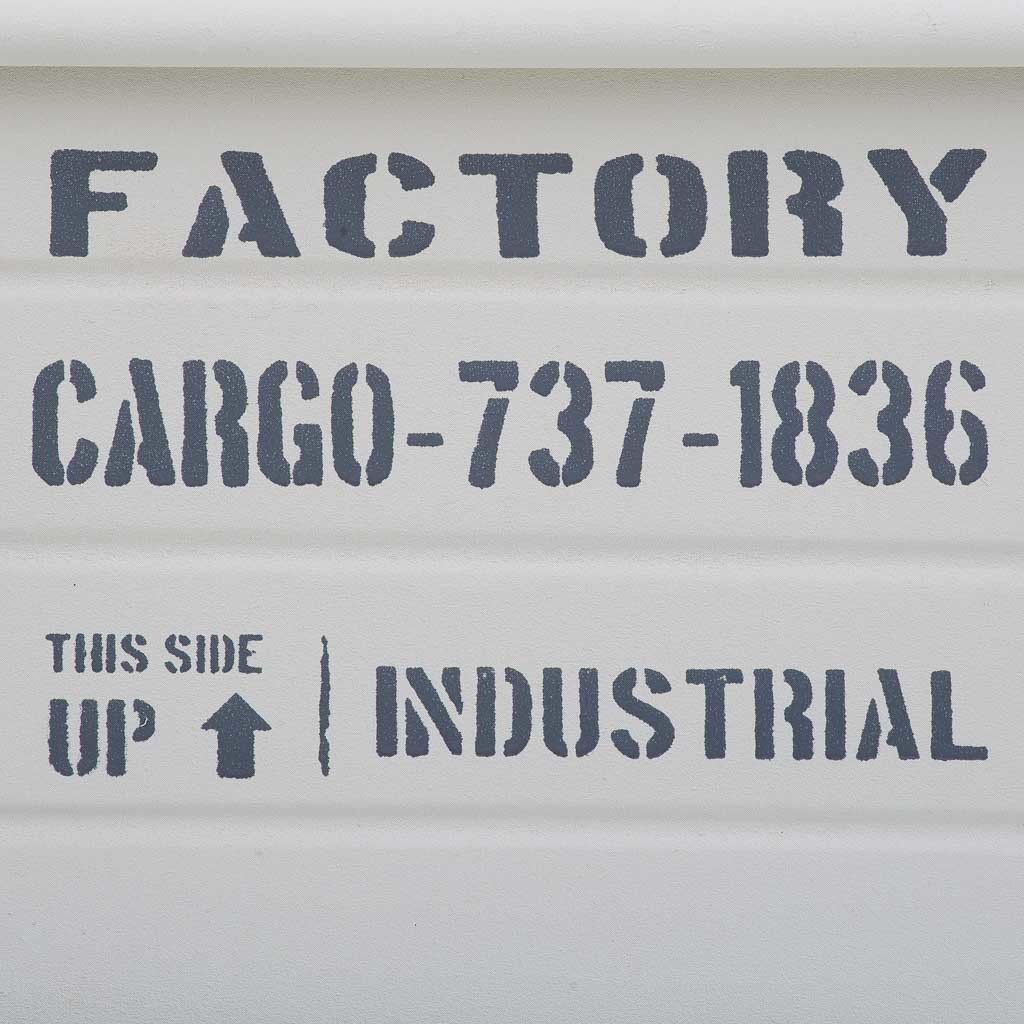 FACTORY
CARGO-737-1836
THIS SIDE
UP
INDUSTRIAL